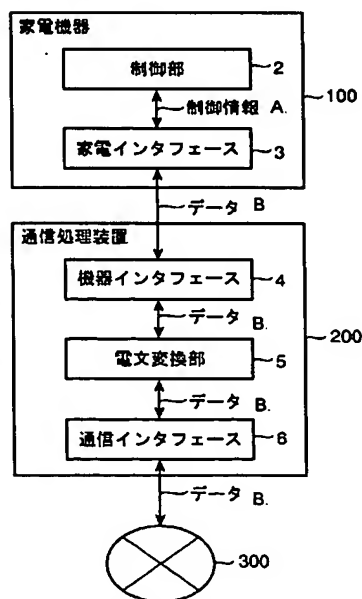 家電機器
制御部
2
制御情報 A.
100
家電インタフェース
3
データ B
通信処理装置
機器インタフェース
4
データ B.
200
電文変換部
5
データ B.
通信インタフェース
6
データ B.
300